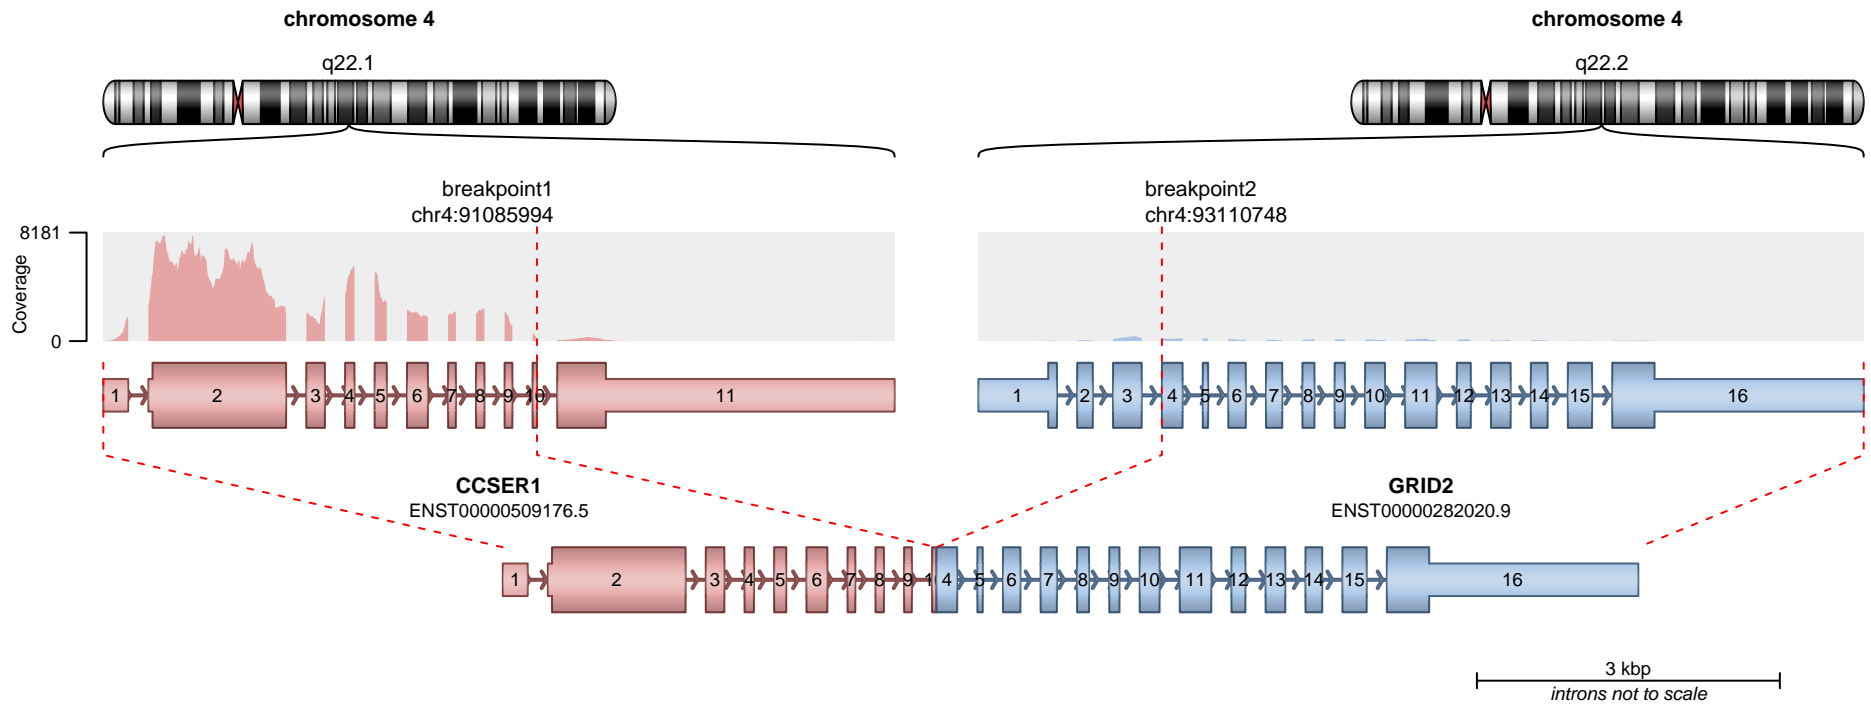 chromosome 4
chromosome 4
q22.1
q22.2
breakpoint1
chr4:91085994
breakpoint2
chr4:93110748
8181
Coverage
0
1 2 3 4 5 6 7 8 9 10 11
1 2 3 4 5 6 7 8 9 10 11 12 13 14 15 16
CCSER1
ENST00000509176.5
GRID2
ENST00000282020.9
1 2 3 4 5 6 7 8 9 1 4 5 6 7 8 9 10 11 12 13 14 15 16
3 kbp
introns not to scale